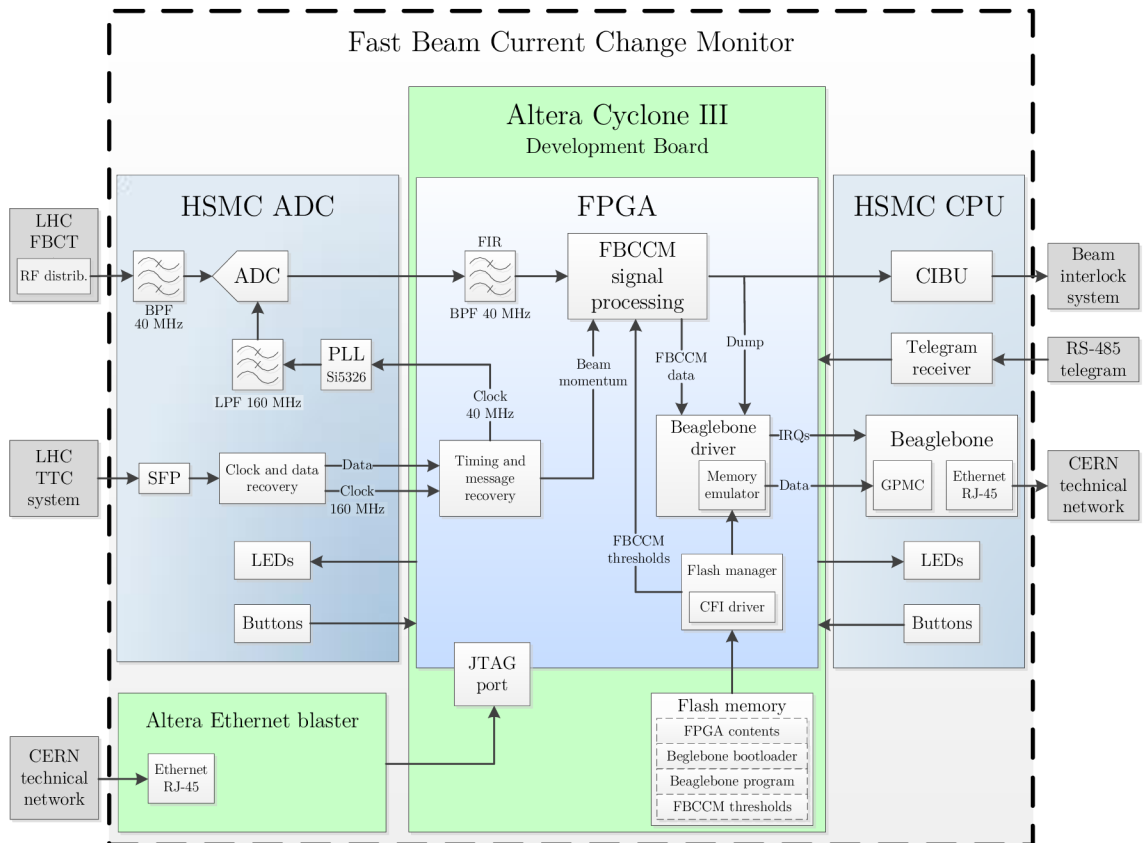 Fast Beam Current Change Monitor
Altera Cyclone III
Development Board
HSMC ADC
FPGA
HSMC CPU
LHC
FBCT
RF distrib.
BPF
40 MHz
ADC
FIR
BPF 40 MHz
FBCCM
signal
processing
CIBU
Beam
interlock
system
LPF 160 MHz
PLL
Si5326
Clock
40 MHz
Beam
momentum
FBCCM
data
Dump
Telegram
receiver
RS-485
telegram
LHC
TTC
system
SFP
Clock and data
recovery
Data
Clock
160 MHz
Timing and
message
recovery
Beaglebone
driver
Memory
emulator
IRQs
Data
Beaglebone
GPMC
Ethernet
RJ-45
CERN
technical
network
LEDs
Buttons
FBCCM
thresholds
Flash manager
CFI driver
LEDs
Buttons
JTAG
port
Altera Ethernet blaster
CERN
technical
network
Ethernet
RJ-45
Flash memory
FPGA contents
Beglebone bootloader
Beaglebone program
FBCCM thresholds